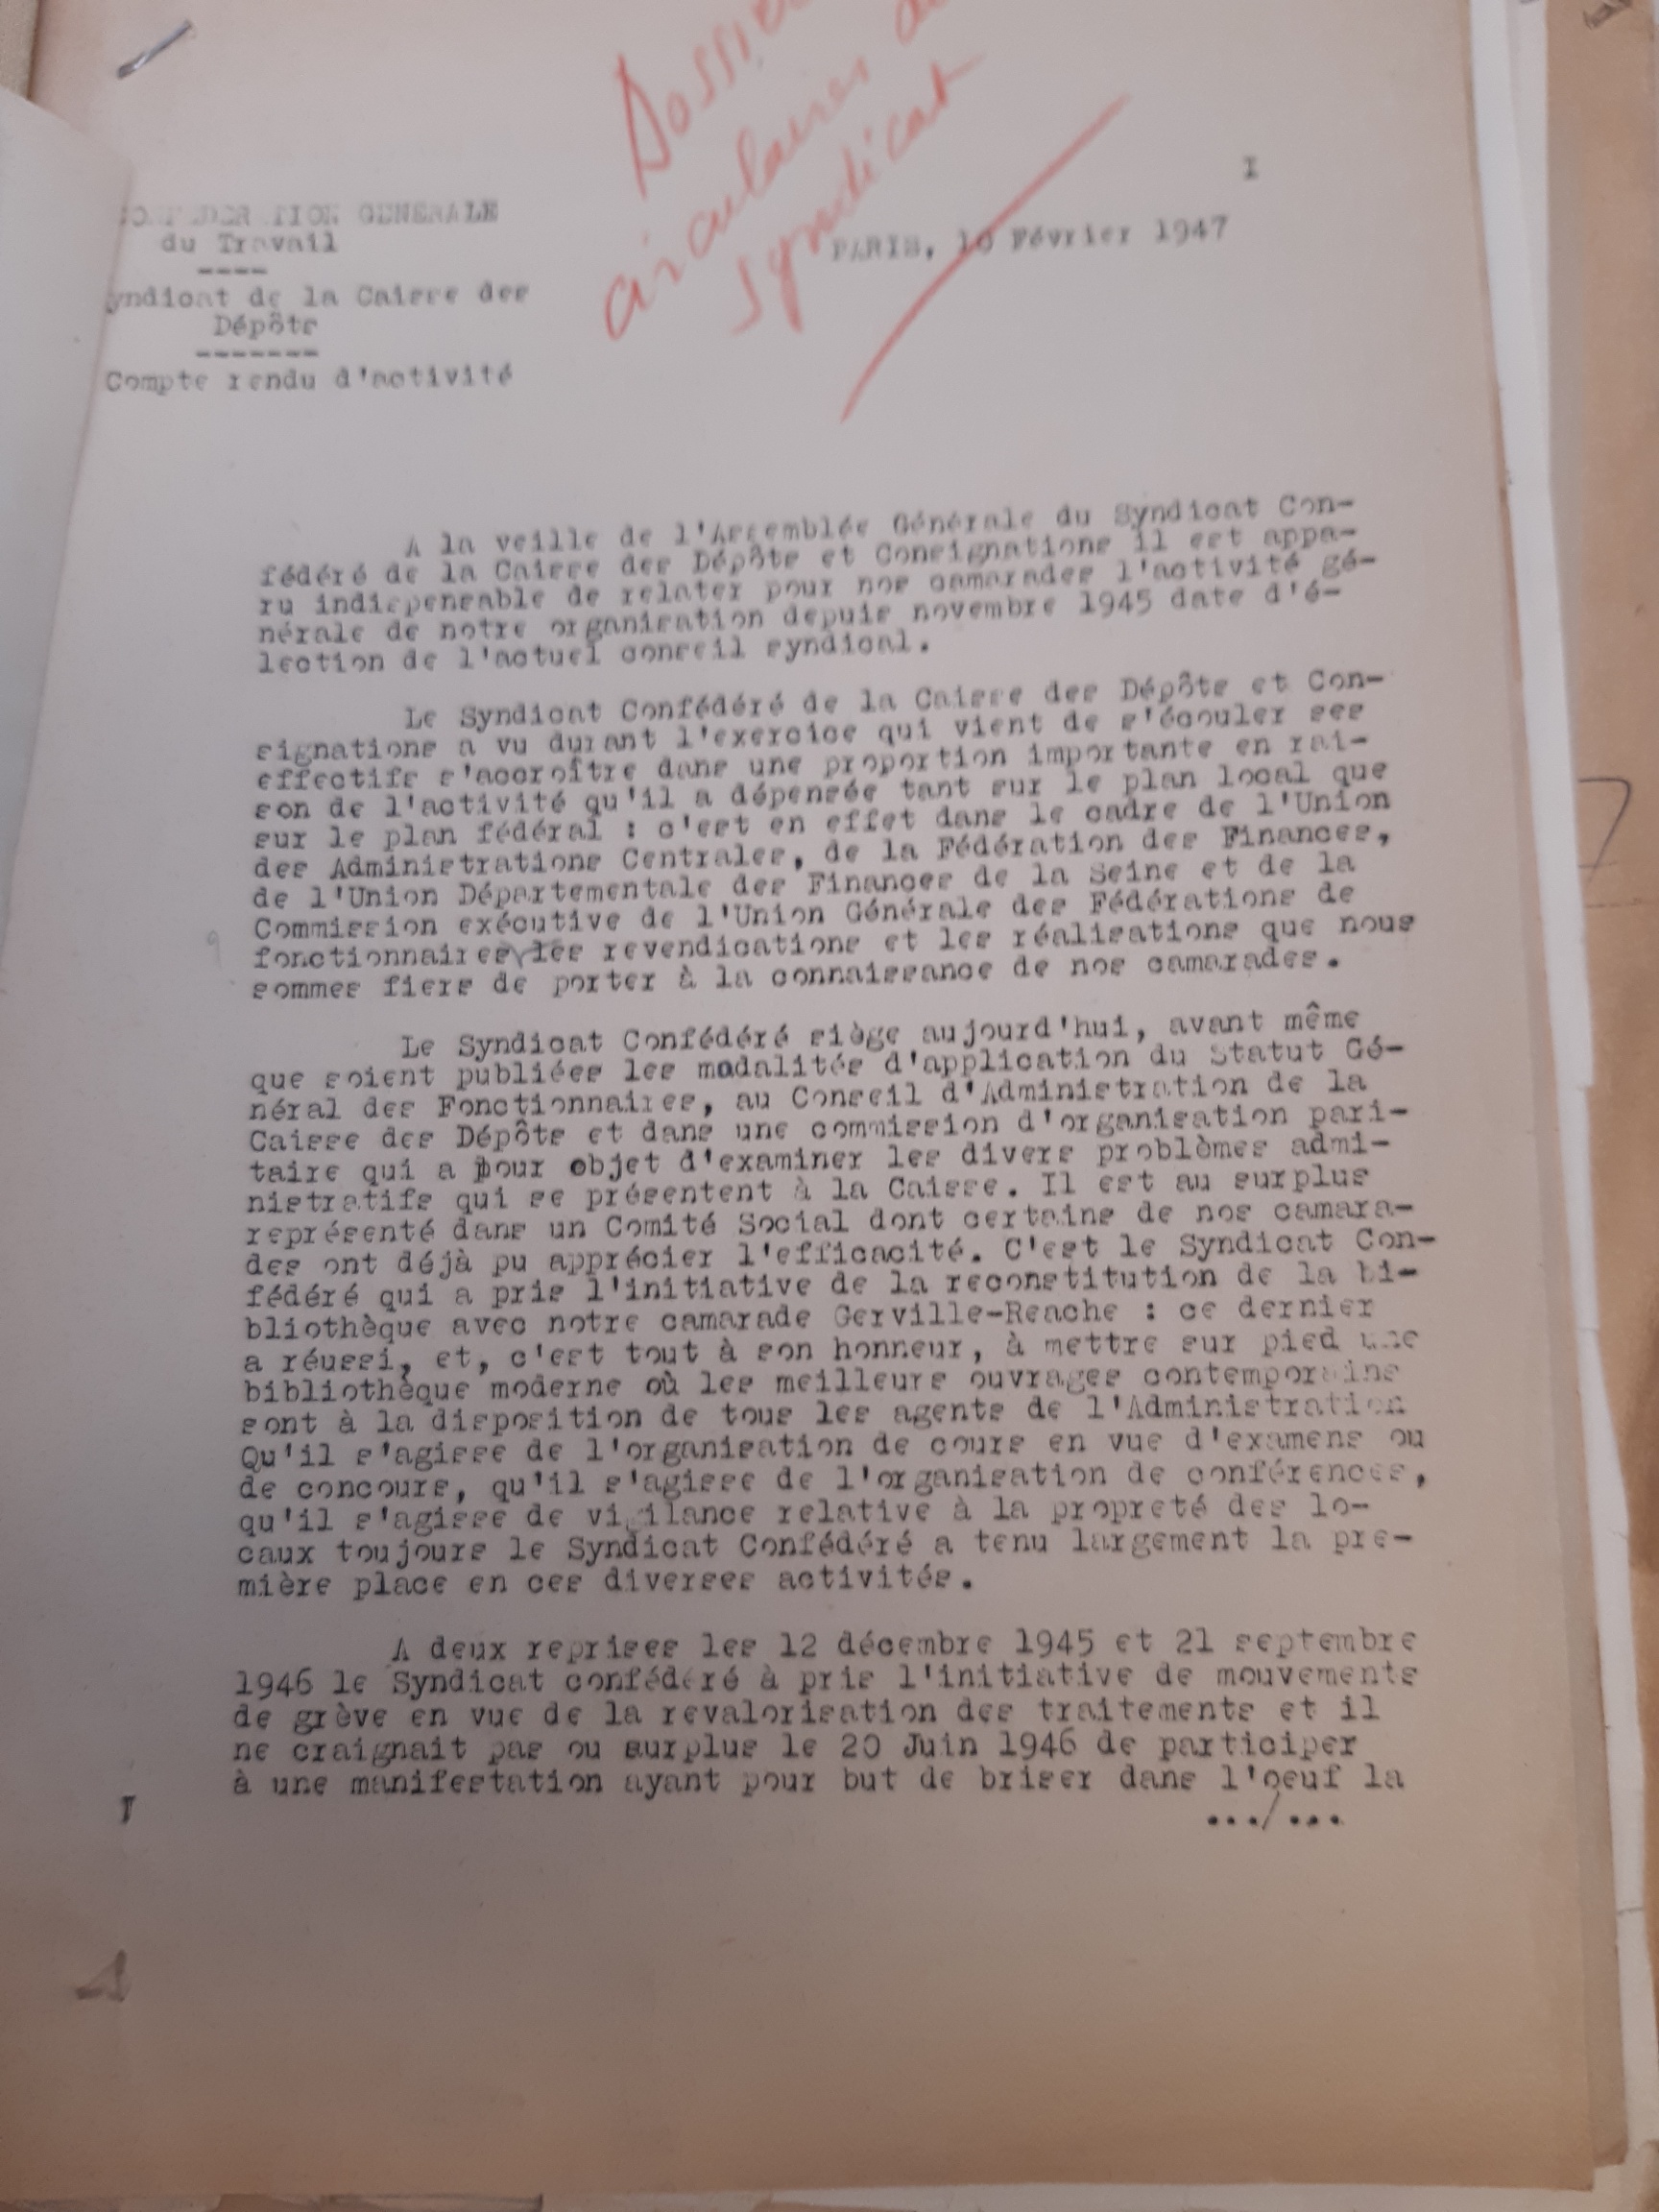 Dossier
circulaires du
syndicat
I
CONFEDERATION GENERALE
du Travail
----
PARIS, 10 Février 1947
yndicat de la Caisse des
Dépôts
-------
Compte rendu d'activité
A la veille de l'Assemblée Générale du Syndicat Con-
fédéré de la Caisse des Dépôts et Consignations il est appa-
ru indispensable de relater pour nos camarades l'activité gé-
nérale de notre organisation depuis novembre 1945 date d'é-
lection de l'actuel conseil syndical.
Le Syndicat Confédéré de la Caisse des Dépôts et Con-
signations a vu durant l'exercice qui vient de s'écouler ses
effectifs s'accroître dans une proportion importante en rai-
son de l'activité qu'il a dépensée tant sur le plan local que
sur le plan fédéral : c'est en effet dans le cadre de l'Union
des Administrations Centrales, de la Fédération des Finances,
de l'Union Départementale des Finances de la Seine et de la
Commission exécutive de l'Union Générale des Fédérations de
fonctionnaires les revendications et les réalisations que nous
sommes fiers de porter à la connaissance de nos camarades.
Le Syndicat Confédéré siège aujourd'hui, avant même
que soient publiées les modalités d'application du Statut Gé-
néral des Fonctionnaires, au Conseil d'Administration de la
Caisse des Dépôts et dans une commission d'organisation pari-
taire qui a pour objet d'examiner les divers problèmes admi-
nistratifs qui se présentent à la Caisse. Il est au surplus
représenté dans un Comité Social dont certains de nos camara-
des ont déjà pu apprécier l'efficacité. C'est le Syndicat Con-
fédéré qui a pris l'initiative de la reconstitution de la bi-
bliothèque avec notre camarade Gerville-Reache : ce dernier
a réussi, et, c'est tout à son honneur, à mettre sur pied une
bibliothèque moderne où les meilleurs ouvrages contemporains
sont à la disposition de tous les agents de l'Administration
Qu'il s'agisse de l'organisation de cours en vue d'examens ou
de concours, qu'il s'agisse de l'organisation de conférences,
qu'il s'agisse de vigilance relative à la propreté des lo-
caux toujours le Syndicat Confédéré a tenu largement la pre-
mière place en ces diverses activités.
A deux reprises les 12 décembre 1945 et 21 septembre
1946 le Syndicat confédéré à pris l'initiative de mouvements
de grève en vue de la revalorisation des traitements et il
ne craignait pas ou surplus le 20 Juin 1946 de participer
à une manifestation ayant pour but de briser dans l'oeuf la
.../...
I
1
7